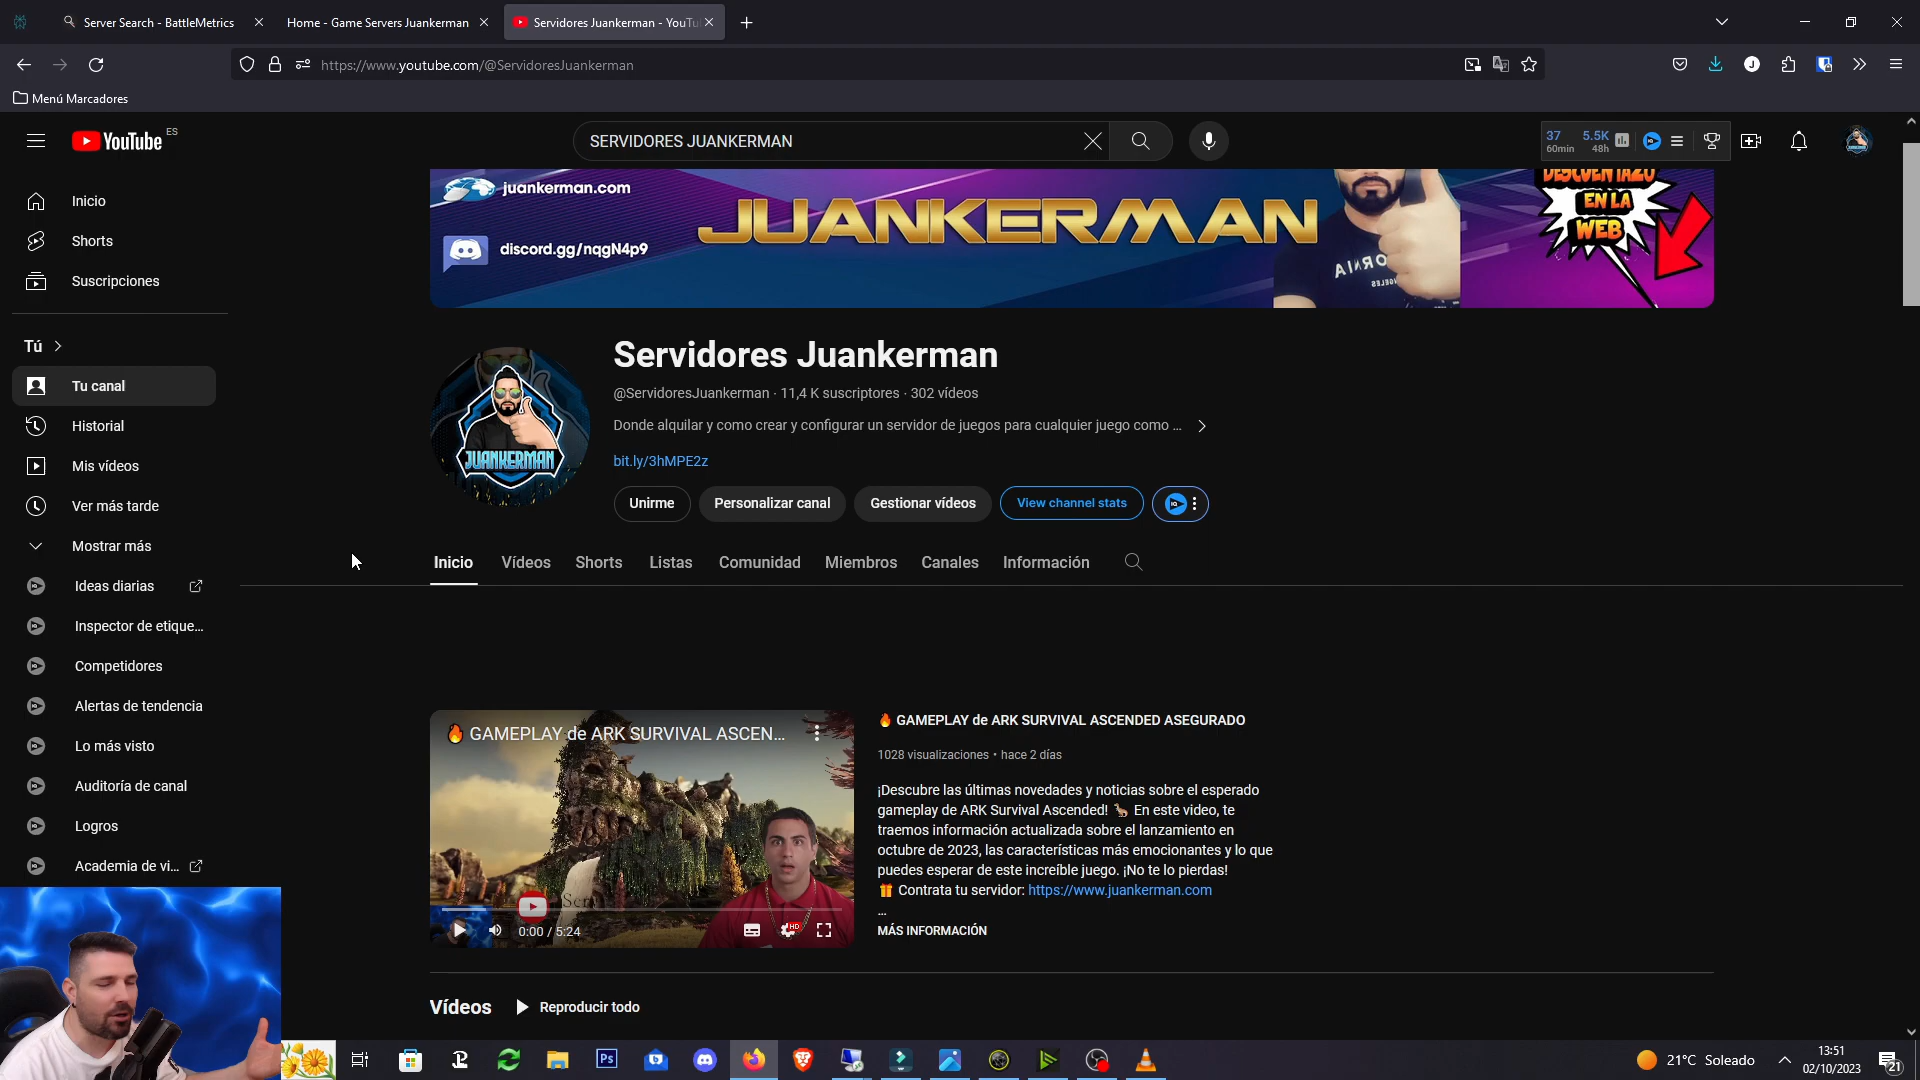 Server Search - BattleMetrics
Home - Game Servers Juankerman
Servidores Juankerman - YouTu
https://www.youtube.com/@ServidoresJuankerman
Menú Marcadores
YouTube ES
SERVIDORES JUANKERMAN
37 60min
5.5K 48h
Inicio
Shorts
Suscripciones
Tú
Tu canal
Historial
Mis vídeos
Ver más tarde
Mostrar más
Ideas diarias
Inspector de etique...
Competidores
Alertas de tendencia
Lo más visto
Auditoría de canal
Logros
Academia de vi...
juankerman.com
discord.gg/nqgN4p9
JUANKERMAN
DESCUENTAZO
EN LA
WEB
JUANKERMAN
Servidores Juankerman
@ServidoresJuankerman · 11,4 K suscriptores · 302 vídeos
Donde alquilar y como crear y configurar un servidor de juegos para cualquier juego como ...
bit.ly/3hMPE2z
Unirme
Personalizar canal
Gestionar vídeos
View channel stats
Inicio
Vídeos
Shorts
Listas
Comunidad
Miembros
Canales
Información
🔥 GAMEPLAY de ARK SURVIVAL ASCEN...
0:00 / 5:24
HD
🔥 GAMEPLAY de ARK SURVIVAL ASCENDED ASEGURADO
1028 visualizaciones • hace 2 días
¡Descubre las últimas novedades y noticias sobre el esperado
gameplay de ARK Survival Ascended! 🦕 En este video, te
traemos información actualizada sobre el lanzamiento en
octubre de 2023, las características más emocionantes y lo que
puedes esperar de este increíble juego. ¡No te lo pierdas!
🎁 Contrata tu servidor: https://www.juankerman.com
...
MÁS INFORMACIÓN
Vídeos
Reproducir todo
Ps
21°C Soleado
13:51
02/10/2023
21